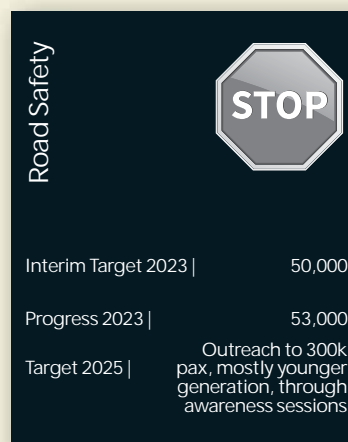 Road Safety
STOP
Interim Target 2023 | 50,000
Progress 2023 | 53,000
Target 2025 | Outreach to 300k
pax, mostly younger
generation, through
awareness sessions